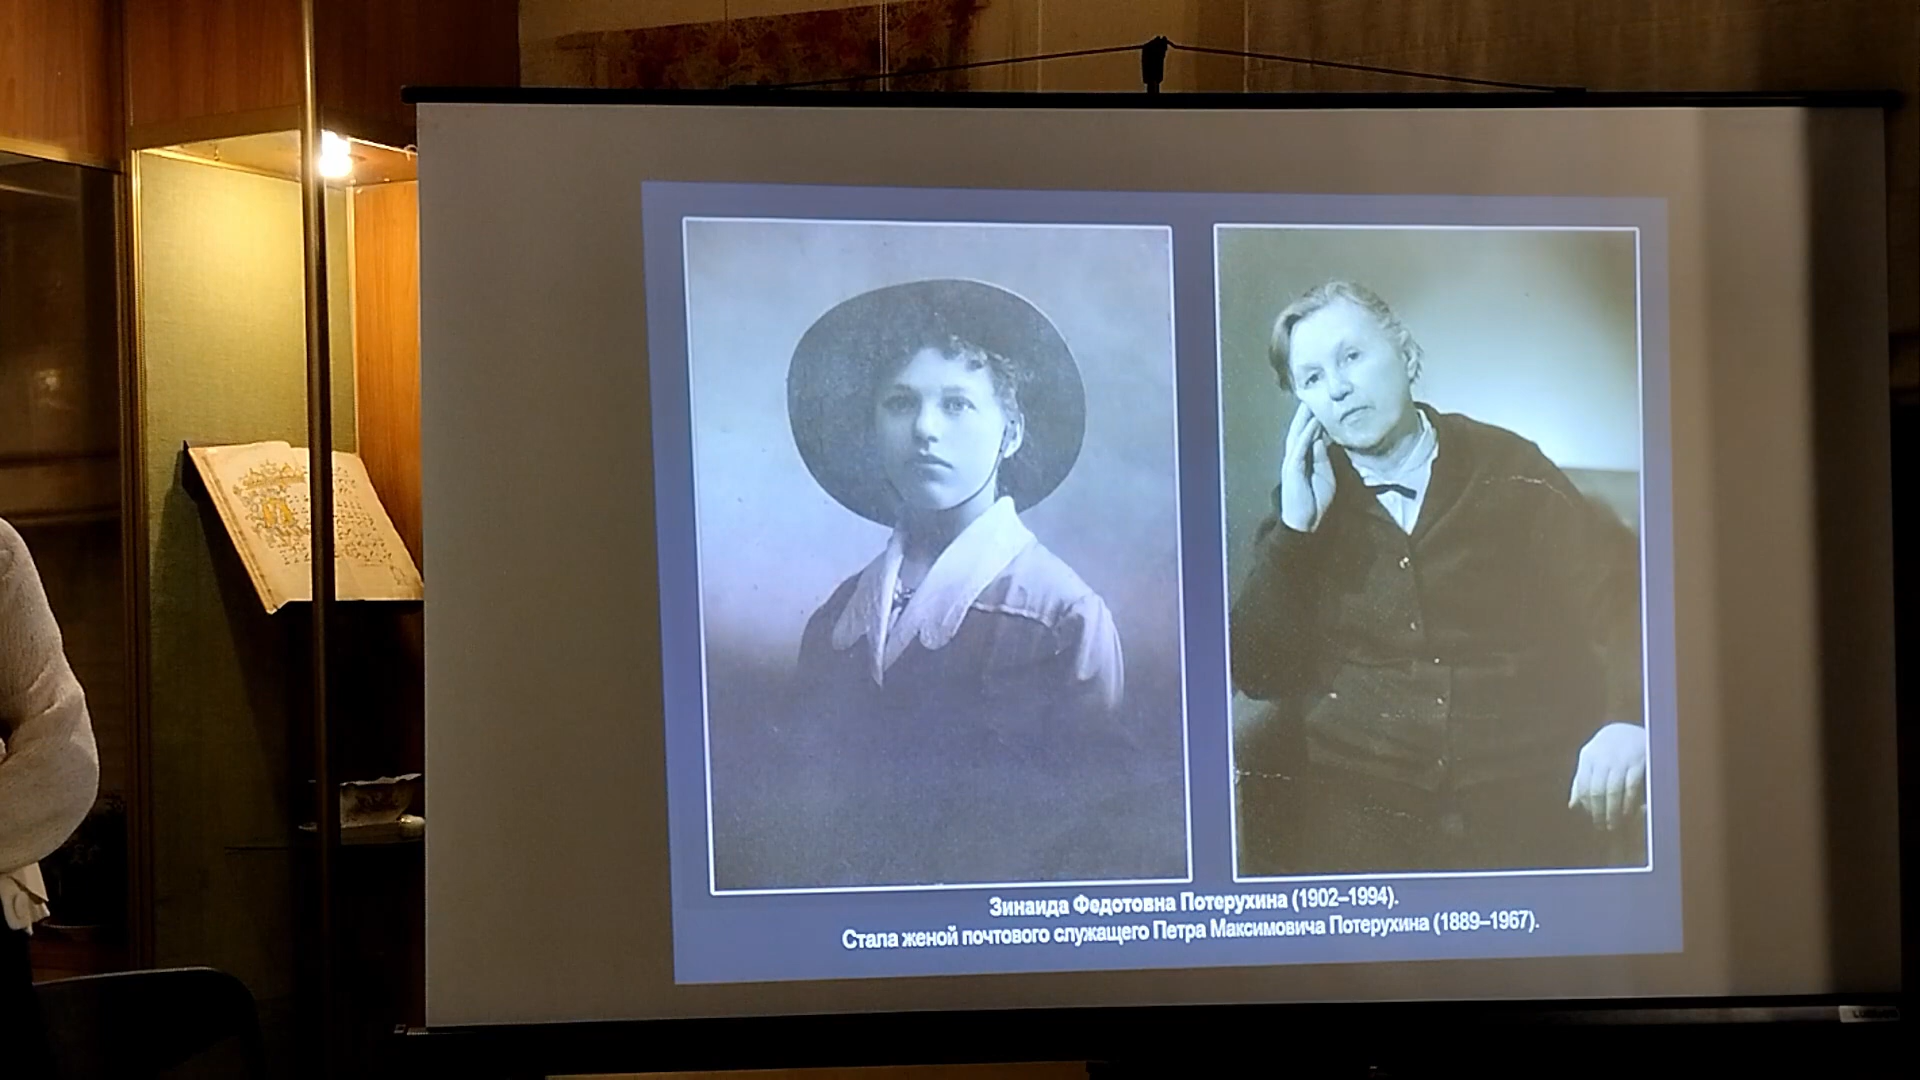 Зинаида Федотовна Потерухина (1902–1994).
Стала женой почтового служащего Петра Максимовича Потерухина (1889–1967).